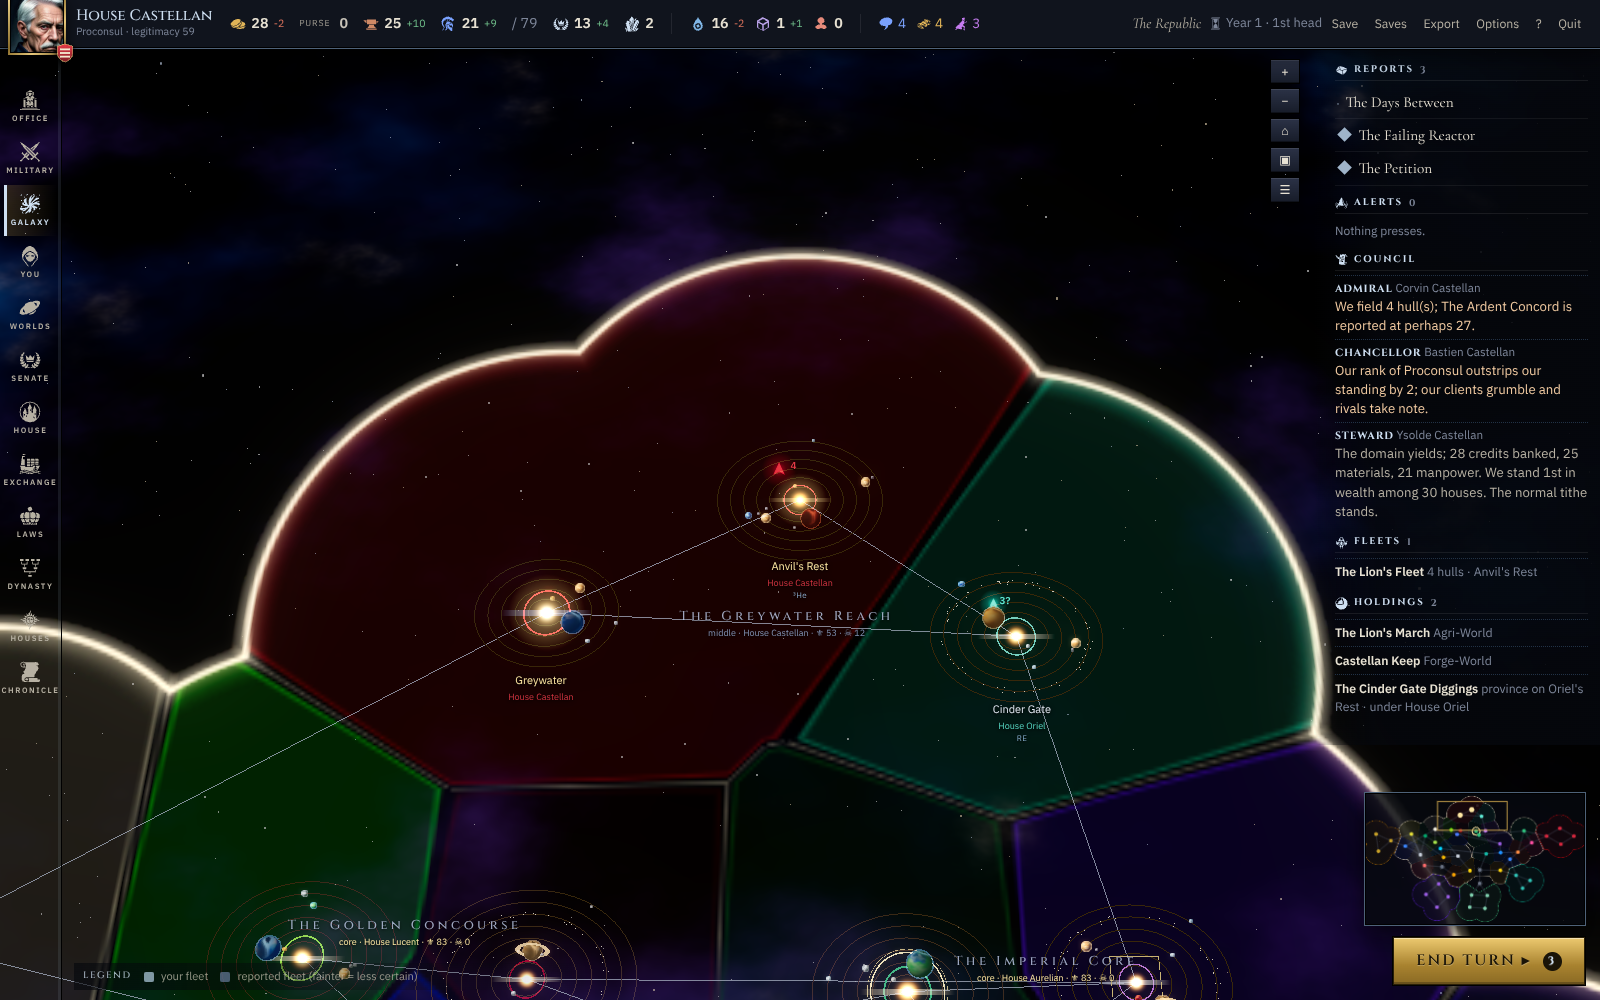 HOUSE CASTELLAN
Proconsul · legitimacy 59
28 -2 PURSE 0 25 +10 21 +9 / 79 13 +4 2 16 -2 1 +1 0 4 4 3
The Republic Year 1 · 1st head Save Saves Export Options ? Quit
OFFICE
MILITARY
GALAXY
YOU
WORLDS
SENATE
HOUSE
EXCHANGE
LAWS
DYNASTY
HOUSES
CHRONICLE
4
Anvil's Rest
House Castellan
³He
THE GREYWATER REACH
middle · House Castellan · 53 · 12
Greywater
House Castellan
3?
Cinder Gate
House Oriel
RE
THE GOLDEN CONCOURSE
core · House Lucent · 83 · 0
THE IMPERIAL CORE
core · House Aurelian · 83 · 0
LEGEND your fleet reported fleet (fainter = less certain)
REPORTS 3
· The Days Between
The Failing Reactor
The Petition
ALERTS 0
Nothing presses.
COUNCIL
ADMIRAL Corvin Castellan
We field 4 hull(s); The Ardent Concord is
reported at perhaps 27.
CHANCELLOR Bastien Castellan
Our rank of Proconsul outstrips our
standing by 2; our clients grumble and
rivals take note.
STEWARD Ysolde Castellan
The domain yields; 28 credits banked, 25
materials, 21 manpower. We stand 1st in
wealth among 30 houses. The normal tithe
stands.
FLEETS 1
The Lion's Fleet 4 hulls · Anvil's Rest
HOLDINGS 2
The Lion's March Agri-World
Castellan Keep Forge-World
The Cinder Gate Diggings province on Oriel's
Rest · under House Oriel
END TURN ▸ 3